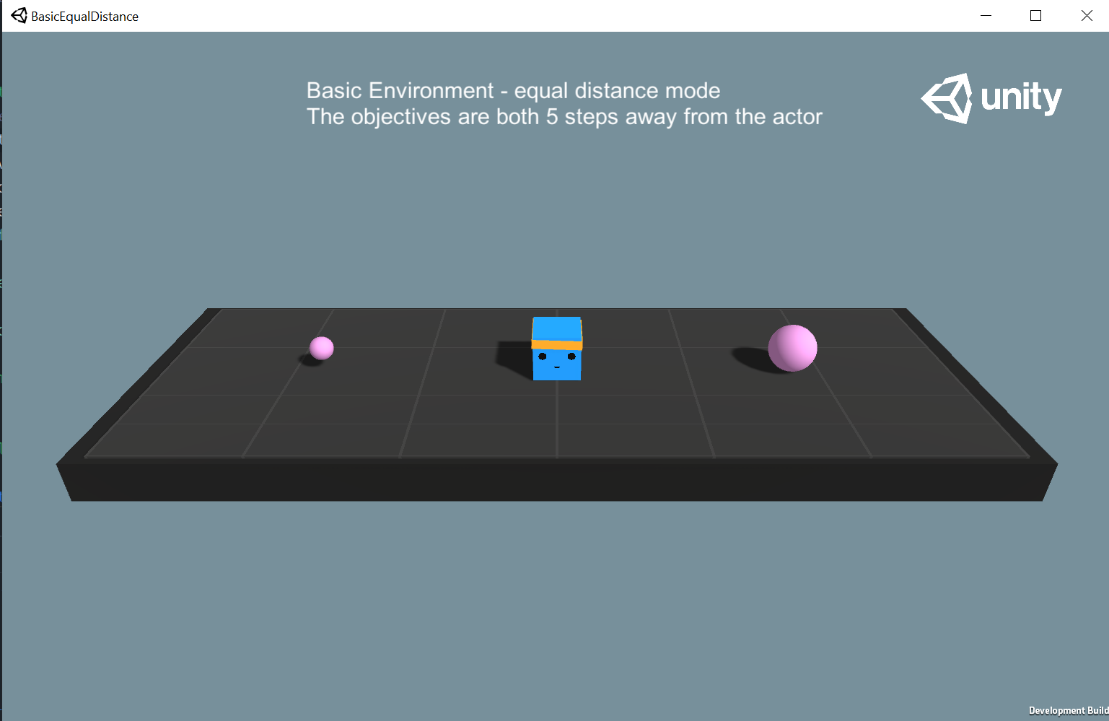 BasicEqualDistance
Basic Environment - equal distance mode
The objectives are both 5 steps away from the actor
unity
Development Build